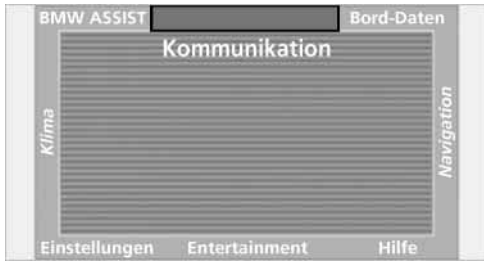 BMW ASSIST
Bord-Daten
Kommunikation
Klima
Navigation
Einstellungen
Entertainment
Hilfe